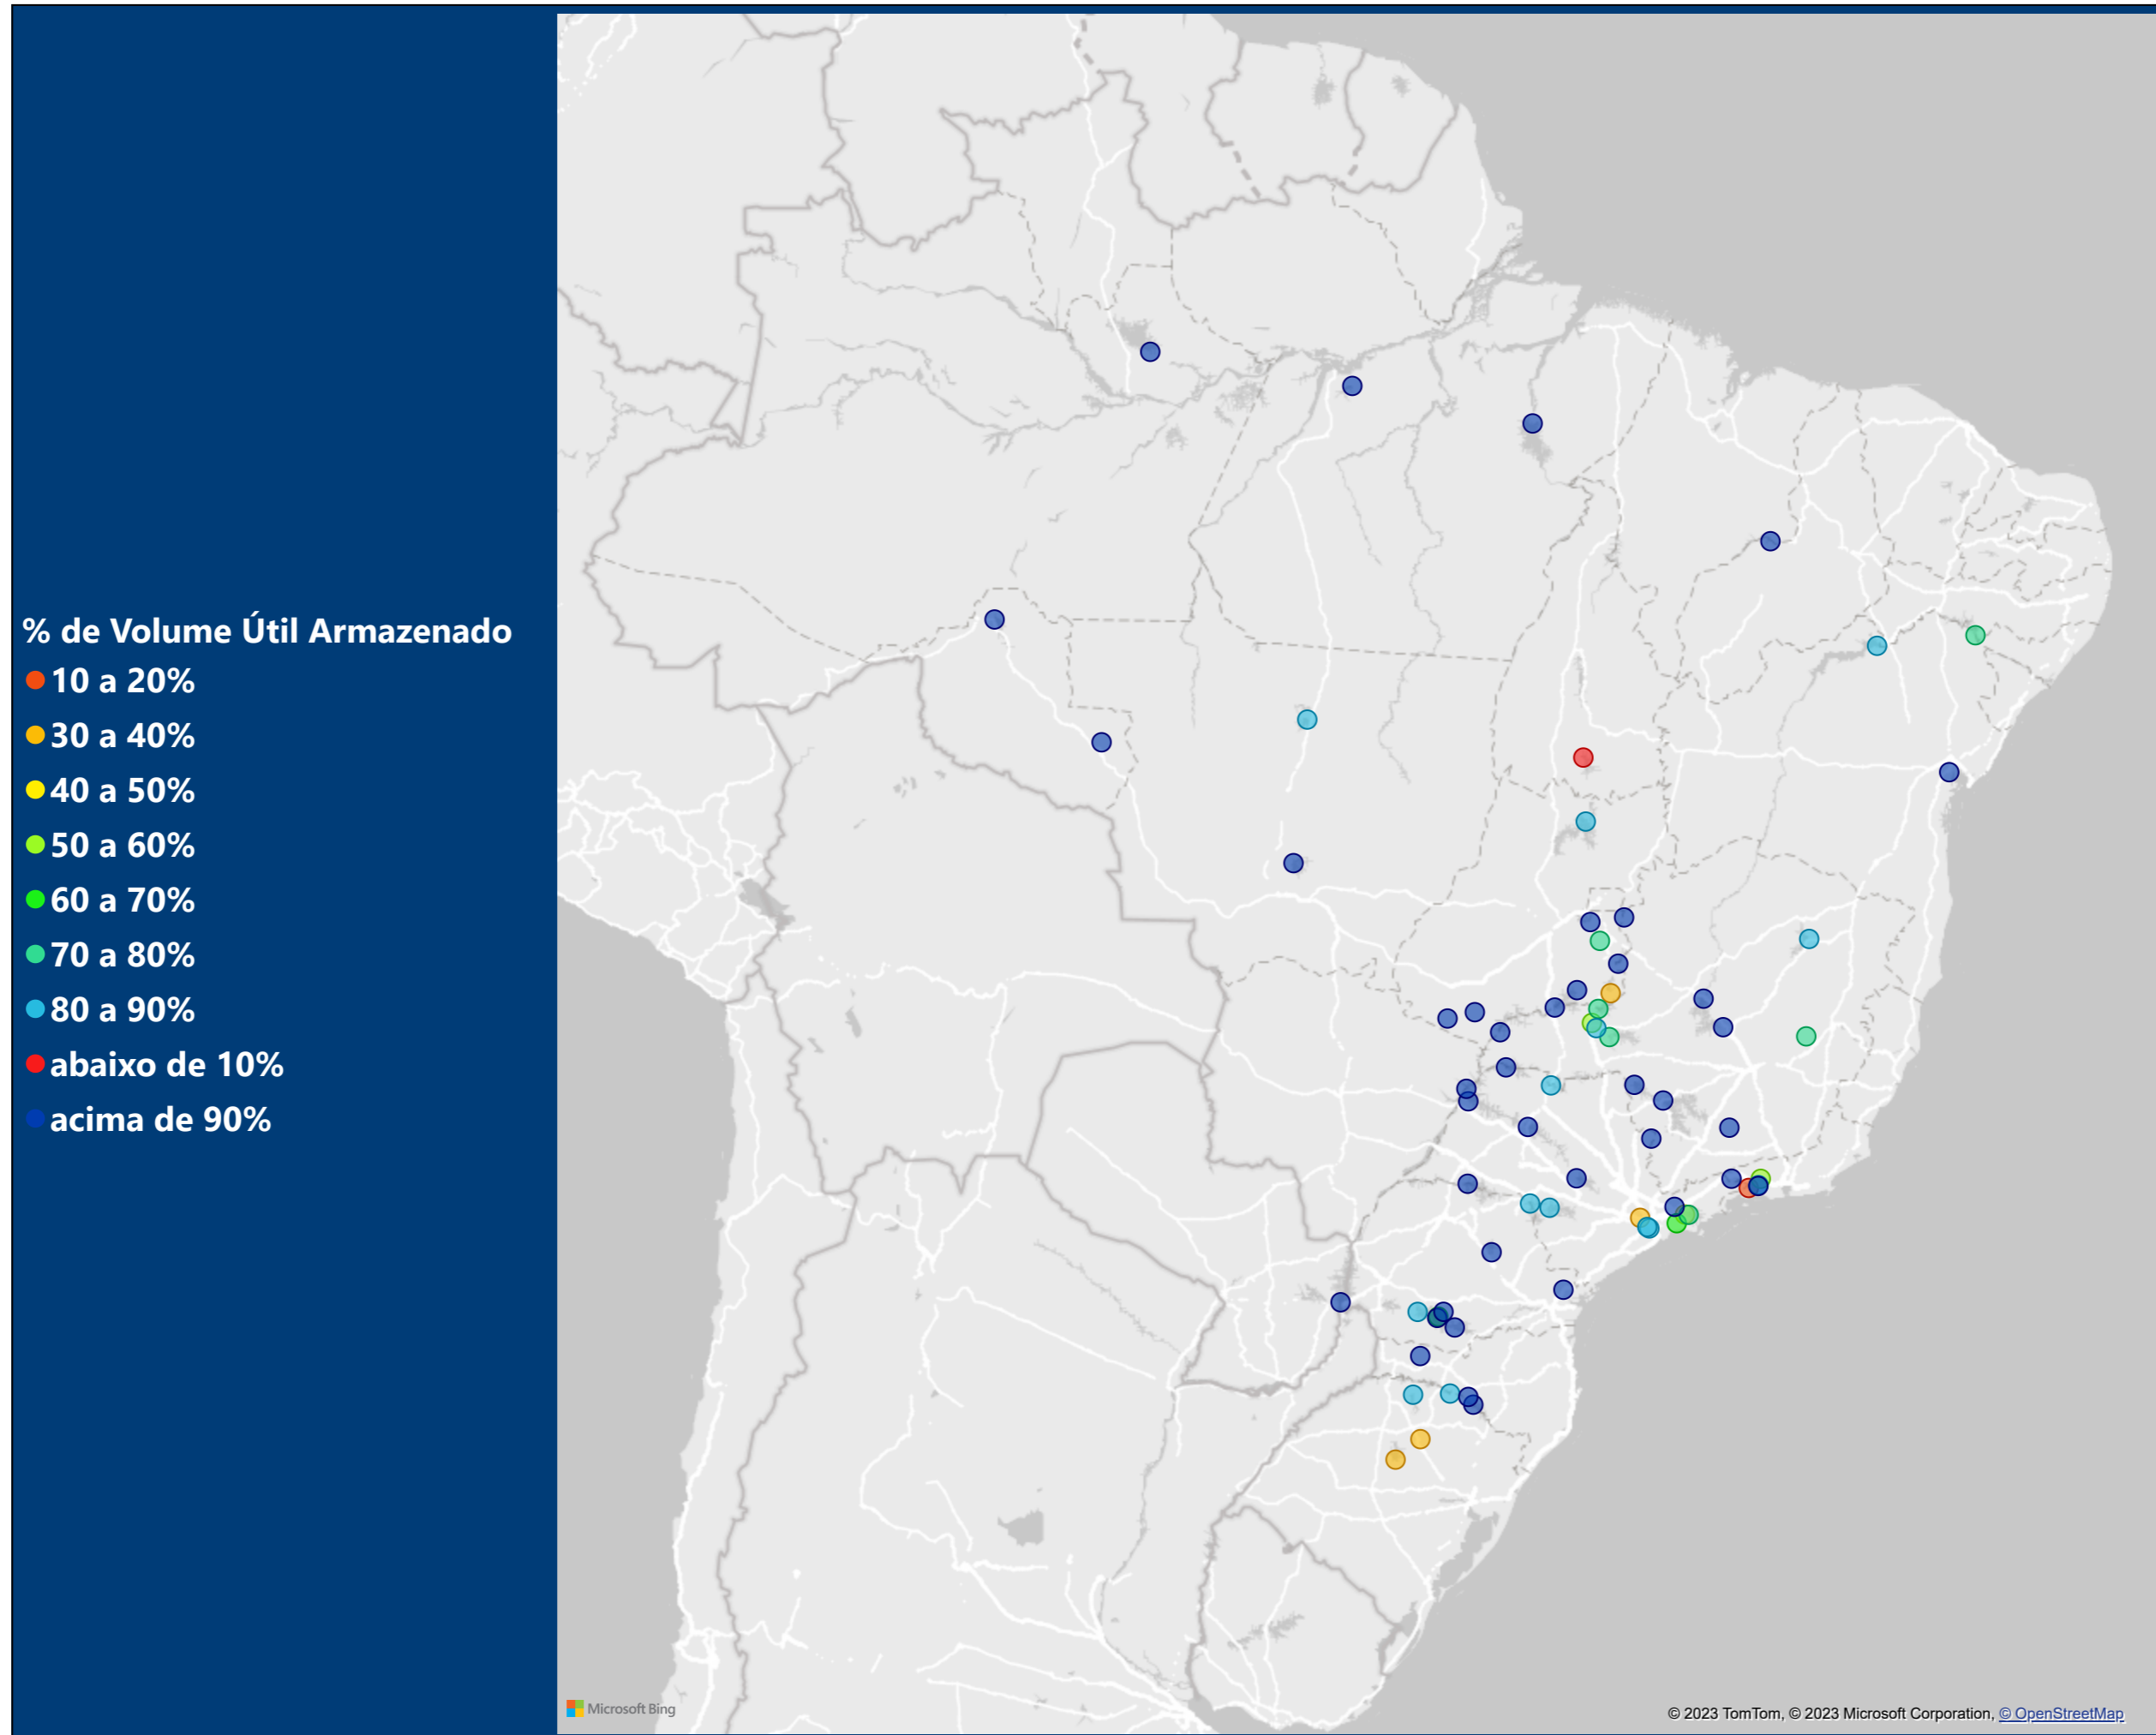 % de Volume Útil Armazenado
10 a 20%
30 a 40%
40 a 50%
50 a 60%
60 a 70%
70 a 80%
80 a 90%
abaixo de 10%
acima de 90%
Microsoft Bing
© 2023 TomTom, © 2023 Microsoft Corporation, © OpenStreetMap